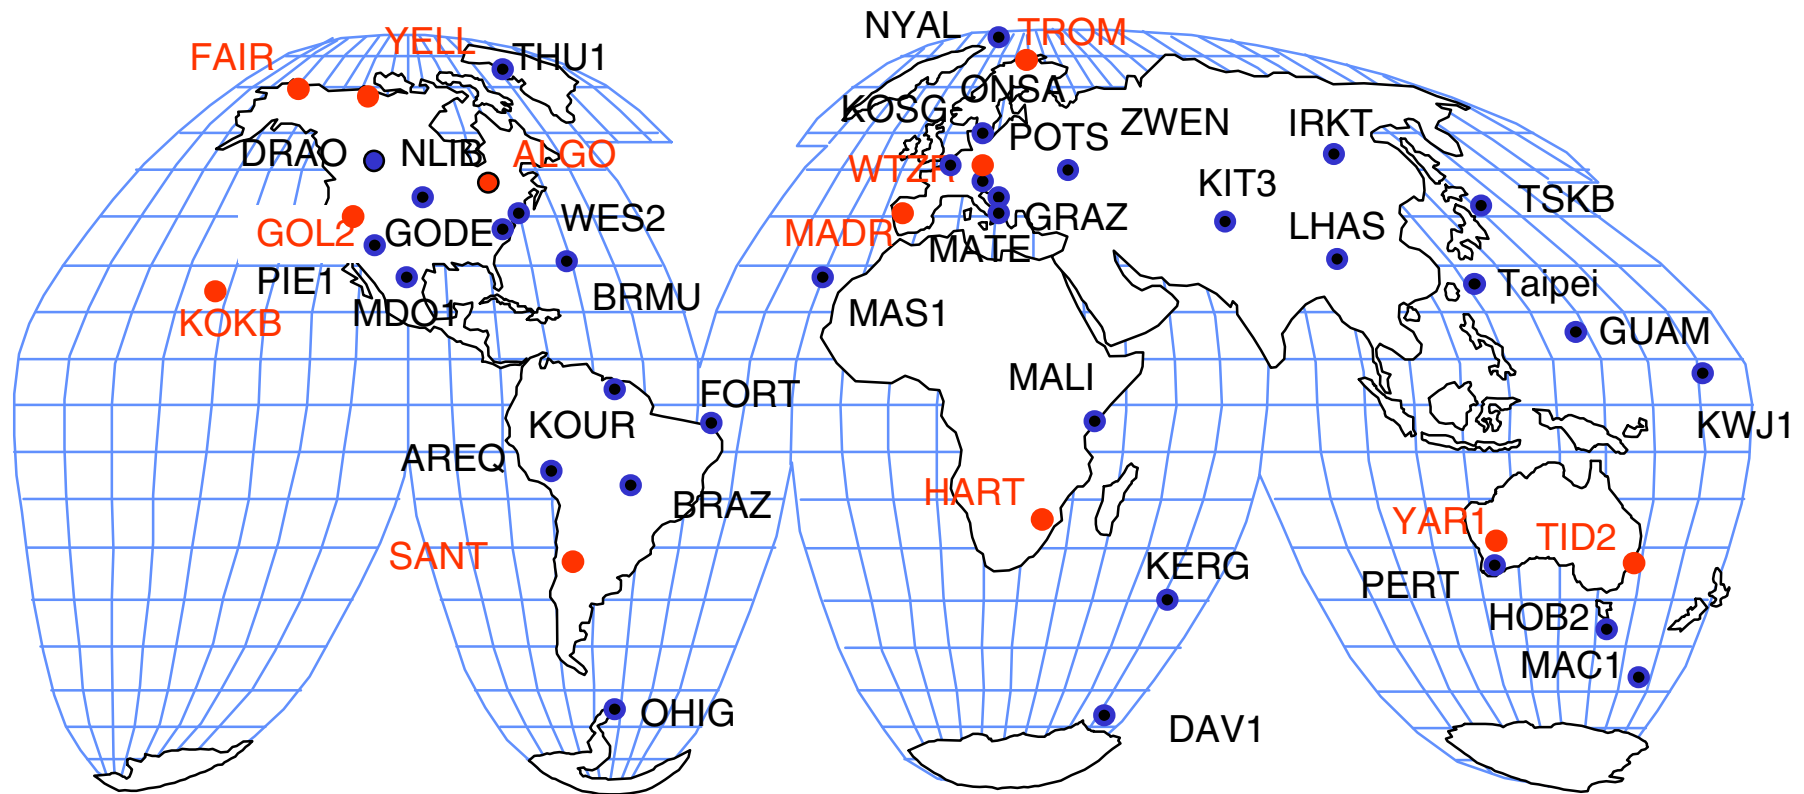 NYAL
TROM
FAIR
YELL
THU1
KOSG
ONSA
ZWEN
IRKT
POTS
DRAO
NLIB
ALGO
WTZR
KIT3
TSKB
GOL2
GODE
WES2
MADR
MATE
GRAZ
LHAS
PIE1
BRMU
Taipei
KOKB
MDO1
MAS1
GUAM
MALI
FORT
KOUR
KWJ1
AREQ
BRAZ
HART
YAR1
TID2
SANT
KERG
PERT
HOB2
MAC1
OHIG
DAV1